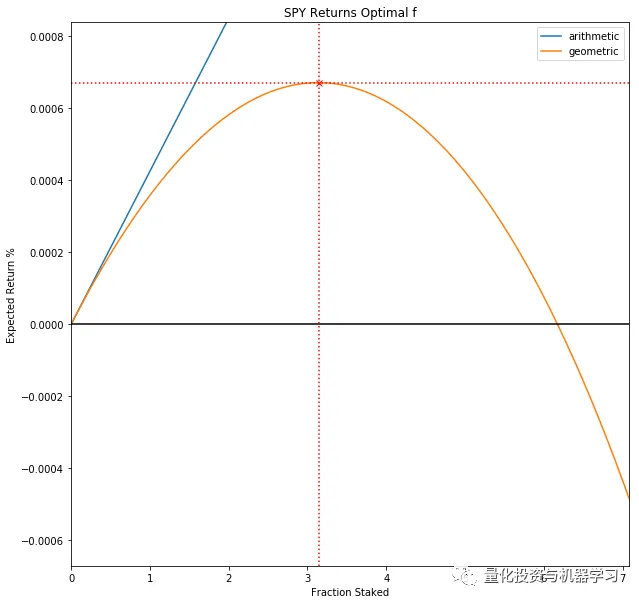 SPY Returns Optimal f
arithmetic
geometric
0.0008
0.0006
0.0004
0.0002
0.0000
−0.0002
−0.0004
−0.0006
Expected Return %
0 1 2 3 4 6 7
Fraction Staked
量化投资与机器学习